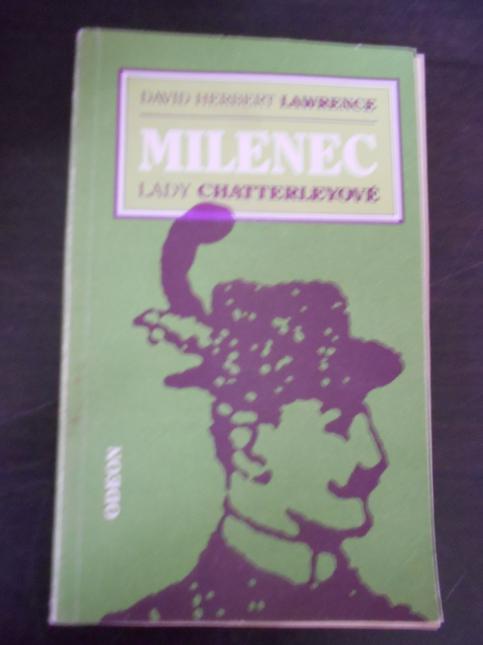 DAVID HERBERT LAWRENCE
MILENEC
LADY CHATTERLEYOVÉ
ODEON